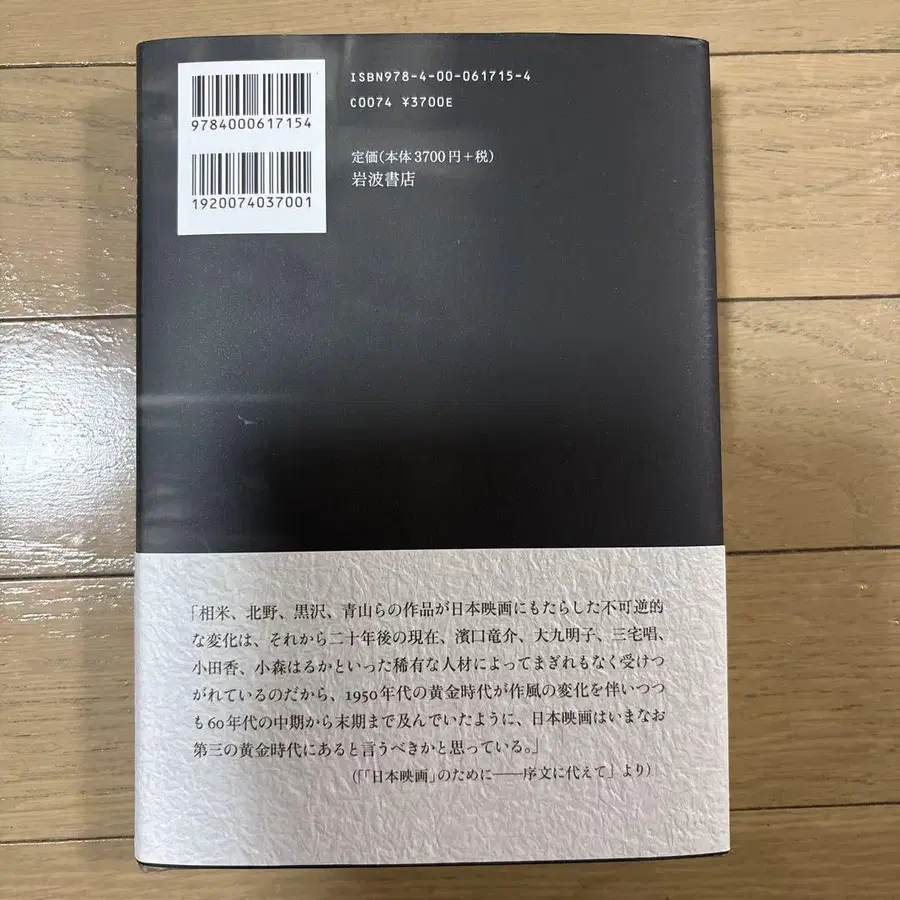 ISBN978-4-00-061715-4
C0074 ¥3700E
9784000617154
定価(本体3700円+税)
岩波書店
1920074037001
「相米、北野、黒沢、青山らの作品が日本映画にもたらした不可逆的
な変化は、それから二十年後の現在、濱口竜介、大九明子、三宅唱、
小田香、小森はるかといった稀有な人材によってまぎれもなく受けつ
がれているのだから、1950年代の黄金時代が作風の変化を伴いつつ
も60年代の中期から末期まで及んでいたように、日本映画はいまなお
第三の黄金時代にあると言うべきかと思っている。」
(「「日本映画」のために――序文に代えて」より)